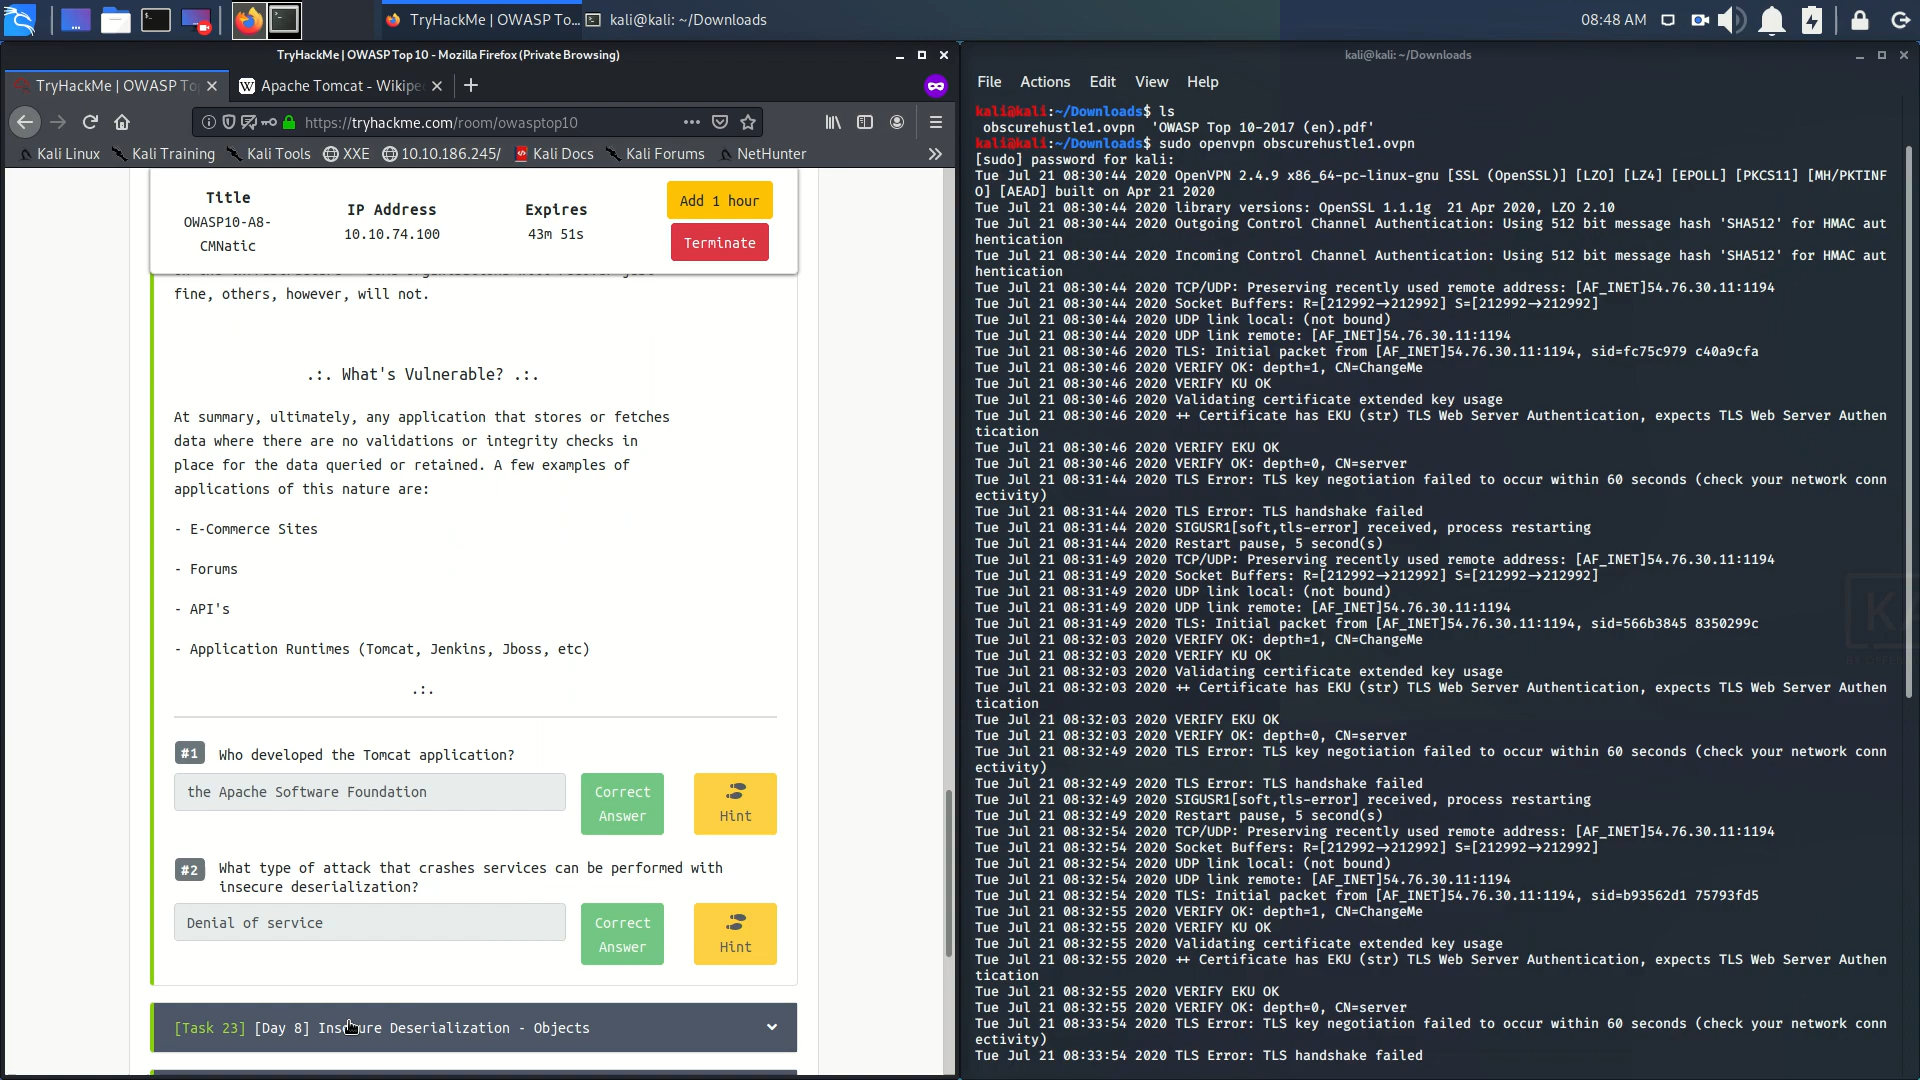 TryHackMe | OWASP To...
kali@kali: ~/Downloads
08:48 AM
TryHackMe | OWASP Top 10 - Mozilla Firefox (Private Browsing)
TryHackMe | OWASP To
Apache Tomcat - Wikipe
https://tryhackme.com/room/owasptop10
Kali Linux
Kali Training
Kali Tools
XXE
10.10.186.245/
Kali Docs
Kali Forums
NetHunter
Title
OWASP10-A8-
CMNatic
IP Address
10.10.74.100
Expires
43m 51s
Add 1 hour
Terminate
fine, others, however, will not.
.:. What's Vulnerable? .:.
At summary, ultimately, any application that stores or fetches
data where there are no validations or integrity checks in
place for the data queried or retained. A few examples of
applications of this nature are:
- E-Commerce Sites
- Forums
- API's
- Application Runtimes (Tomcat, Jenkins, Jboss, etc)
.:.
#1 Who developed the Tomcat application?
the Apache Software Foundation
Correct
Answer
Hint
#2 What type of attack that crashes services can be performed with
insecure deserialization?
Denial of service
Correct
Answer
Hint
[Task 23] [Day 8] Insecure Deserialization - Objects
kali@kali: ~/Downloads
File Actions Edit View Help
kali@kali:~/Downloads$ ls
obscurehustle1.ovpn 'OWASP Top 10-2017 (en).pdf'
kali@kali:~/Downloads$ sudo openvpn obscurehustle1.ovpn
[sudo] password for kali:
Tue Jul 21 08:30:44 2020 OpenVPN 2.4.9 x86_64-pc-linux-gnu [SSL (OpenSSL)] [LZO] [LZ4] [EPOLL] [PKCS11] [MH/PKTINF
O] [AEAD] built on Apr 21 2020
Tue Jul 21 08:30:44 2020 library versions: OpenSSL 1.1.1g  21 Apr 2020, LZO 2.10
Tue Jul 21 08:30:44 2020 Outgoing Control Channel Authentication: Using 512 bit message hash 'SHA512' for HMAC aut
hentication
Tue Jul 21 08:30:44 2020 Incoming Control Channel Authentication: Using 512 bit message hash 'SHA512' for HMAC aut
hentication
Tue Jul 21 08:30:44 2020 TCP/UDP: Preserving recently used remote address: [AF_INET]54.76.30.11:1194
Tue Jul 21 08:30:44 2020 Socket Buffers: R=[212992→212992] S=[212992→212992]
Tue Jul 21 08:30:44 2020 UDP link local: (not bound)
Tue Jul 21 08:30:44 2020 UDP link remote: [AF_INET]54.76.30.11:1194
Tue Jul 21 08:30:46 2020 TLS: Initial packet from [AF_INET]54.76.30.11:1194, sid=fc75c979 c40a9cfa
Tue Jul 21 08:30:46 2020 VERIFY OK: depth=1, CN=ChangeMe
Tue Jul 21 08:30:46 2020 VERIFY KU OK
Tue Jul 21 08:30:46 2020 Validating certificate extended key usage
Tue Jul 21 08:30:46 2020 ++ Certificate has EKU (str) TLS Web Server Authentication, expects TLS Web Server Authen
tication
Tue Jul 21 08:30:46 2020 VERIFY EKU OK
Tue Jul 21 08:30:46 2020 VERIFY OK: depth=0, CN=server
Tue Jul 21 08:31:44 2020 TLS Error: TLS key negotiation failed to occur within 60 seconds (check your network conn
ectivity)
Tue Jul 21 08:31:44 2020 TLS Error: TLS handshake failed
Tue Jul 21 08:31:44 2020 SIGUSR1[soft,tls-error] received, process restarting
Tue Jul 21 08:31:44 2020 Restart pause, 5 second(s)
Tue Jul 21 08:31:49 2020 TCP/UDP: Preserving recently used remote address: [AF_INET]54.76.30.11:1194
Tue Jul 21 08:31:49 2020 Socket Buffers: R=[212992→212992] S=[212992→212992]
Tue Jul 21 08:31:49 2020 UDP link local: (not bound)
Tue Jul 21 08:31:49 2020 UDP link remote: [AF_INET]54.76.30.11:1194
Tue Jul 21 08:31:49 2020 TLS: Initial packet from [AF_INET]54.76.30.11:1194, sid=566b3845 8350299c
Tue Jul 21 08:32:03 2020 VERIFY OK: depth=1, CN=ChangeMe
Tue Jul 21 08:32:03 2020 VERIFY KU OK
Tue Jul 21 08:32:03 2020 Validating certificate extended key usage
Tue Jul 21 08:32:03 2020 ++ Certificate has EKU (str) TLS Web Server Authentication, expects TLS Web Server Authen
tication
Tue Jul 21 08:32:03 2020 VERIFY EKU OK
Tue Jul 21 08:32:03 2020 VERIFY OK: depth=0, CN=server
Tue Jul 21 08:32:49 2020 TLS Error: TLS key negotiation failed to occur within 60 seconds (check your network conn
ectivity)
Tue Jul 21 08:32:49 2020 TLS Error: TLS handshake failed
Tue Jul 21 08:32:49 2020 SIGUSR1[soft,tls-error] received, process restarting
Tue Jul 21 08:32:49 2020 Restart pause, 5 second(s)
Tue Jul 21 08:32:54 2020 TCP/UDP: Preserving recently used remote address: [AF_INET]54.76.30.11:1194
Tue Jul 21 08:32:54 2020 Socket Buffers: R=[212992→212992] S=[212992→212992]
Tue Jul 21 08:32:54 2020 UDP link local: (not bound)
Tue Jul 21 08:32:54 2020 UDP link remote: [AF_INET]54.76.30.11:1194
Tue Jul 21 08:32:54 2020 TLS: Initial packet from [AF_INET]54.76.30.11:1194, sid=b93562d1 75793fd5
Tue Jul 21 08:32:55 2020 VERIFY OK: depth=1, CN=ChangeMe
Tue Jul 21 08:32:55 2020 VERIFY KU OK
Tue Jul 21 08:32:55 2020 Validating certificate extended key usage
Tue Jul 21 08:32:55 2020 ++ Certificate has EKU (str) TLS Web Server Authentication, expects TLS Web Server Authen
tication
Tue Jul 21 08:32:55 2020 VERIFY EKU OK
Tue Jul 21 08:32:55 2020 VERIFY OK: depth=0, CN=server
Tue Jul 21 08:33:54 2020 TLS Error: TLS key negotiation failed to occur within 60 seconds (check your network conn
ectivity)
Tue Jul 21 08:33:54 2020 TLS Error: TLS handshake failed